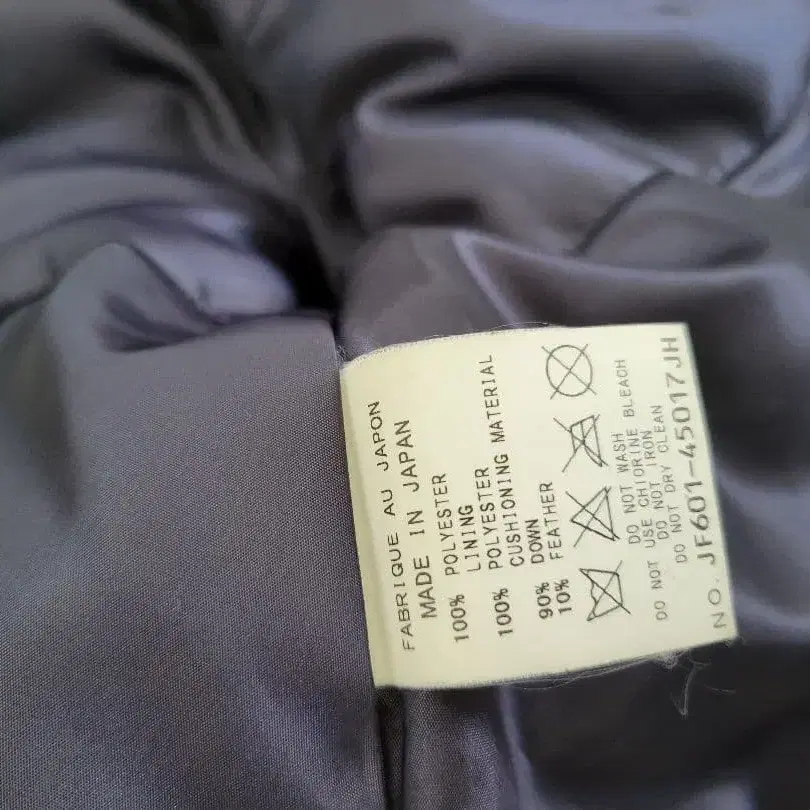 FABRIQUE AU JAPON
MADE IN JAPAN
100% POLYESTER
LINING
100% POLYESTER
CUSHIONING MATERIAL
90% DOWN
10% FEATHER
DO NOT WASH
DO NOT USE CHLORINE BLEACH
DO NOT IRON
DO NOT DRY CLEAN
NO. JF601-45017JH